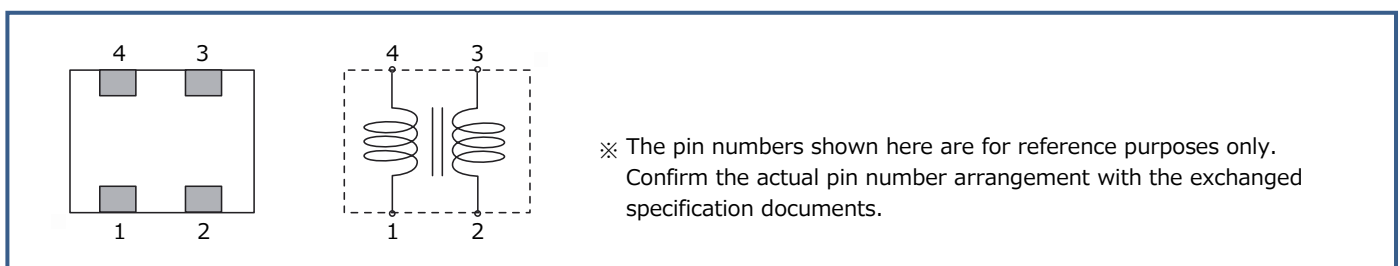 4 3
1 2
4 3
1 2
※ The pin numbers shown here are for reference purposes only.
Confirm the actual pin number arrangement with the exchanged
specification documents.